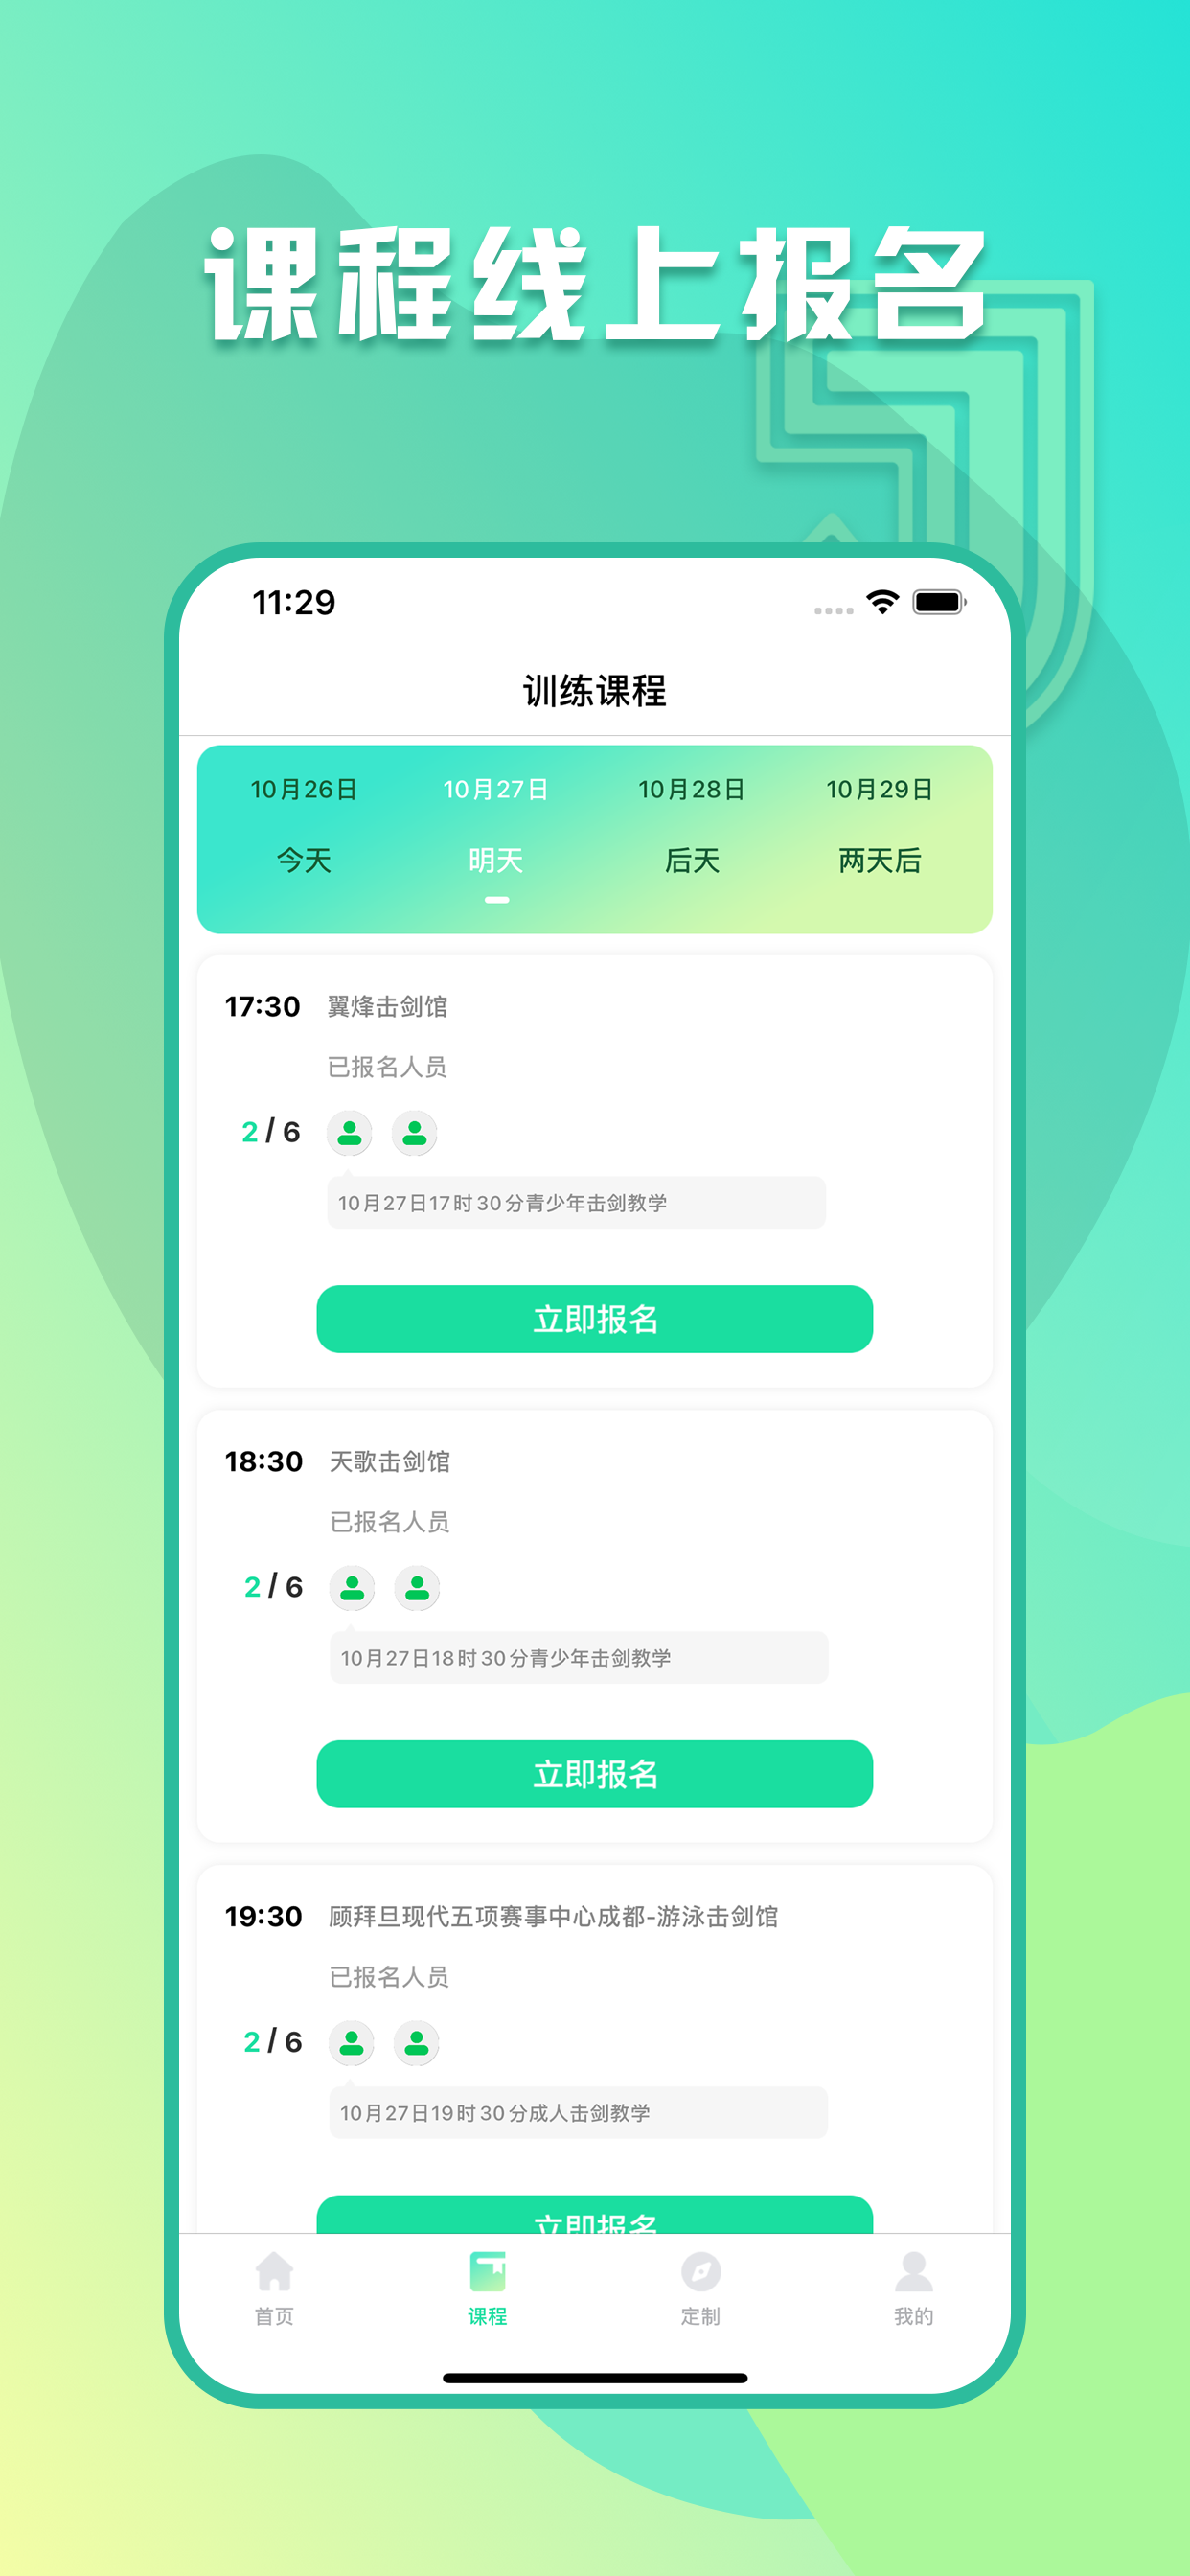 课程线上报名
11:29
训练课程
10月26日 10月27日 10月28日 10月29日
今天 明天 后天 两天后
17:30 翼烽击剑馆
已报名人员
2 / 6
10月27日17时30分青少年击剑教学
立即报名
18:30 天歌击剑馆
已报名人员
2 / 6
10月27日18时30分青少年击剑教学
立即报名
19:30 顾拜旦现代五项赛事中心成都-游泳击剑馆
已报名人员
2 / 6
10月27日19时30分成人击剑教学
立即报名
首页 课程 定制 我的